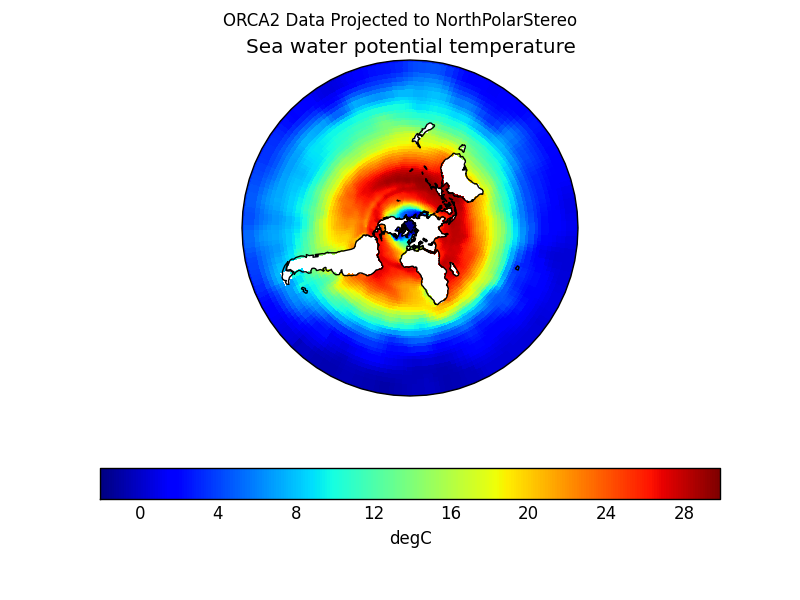 ORCA2 Data Projected to NorthPolarStereo
Sea water potential temperature
0 4 8 12 16 20 24 28
degC